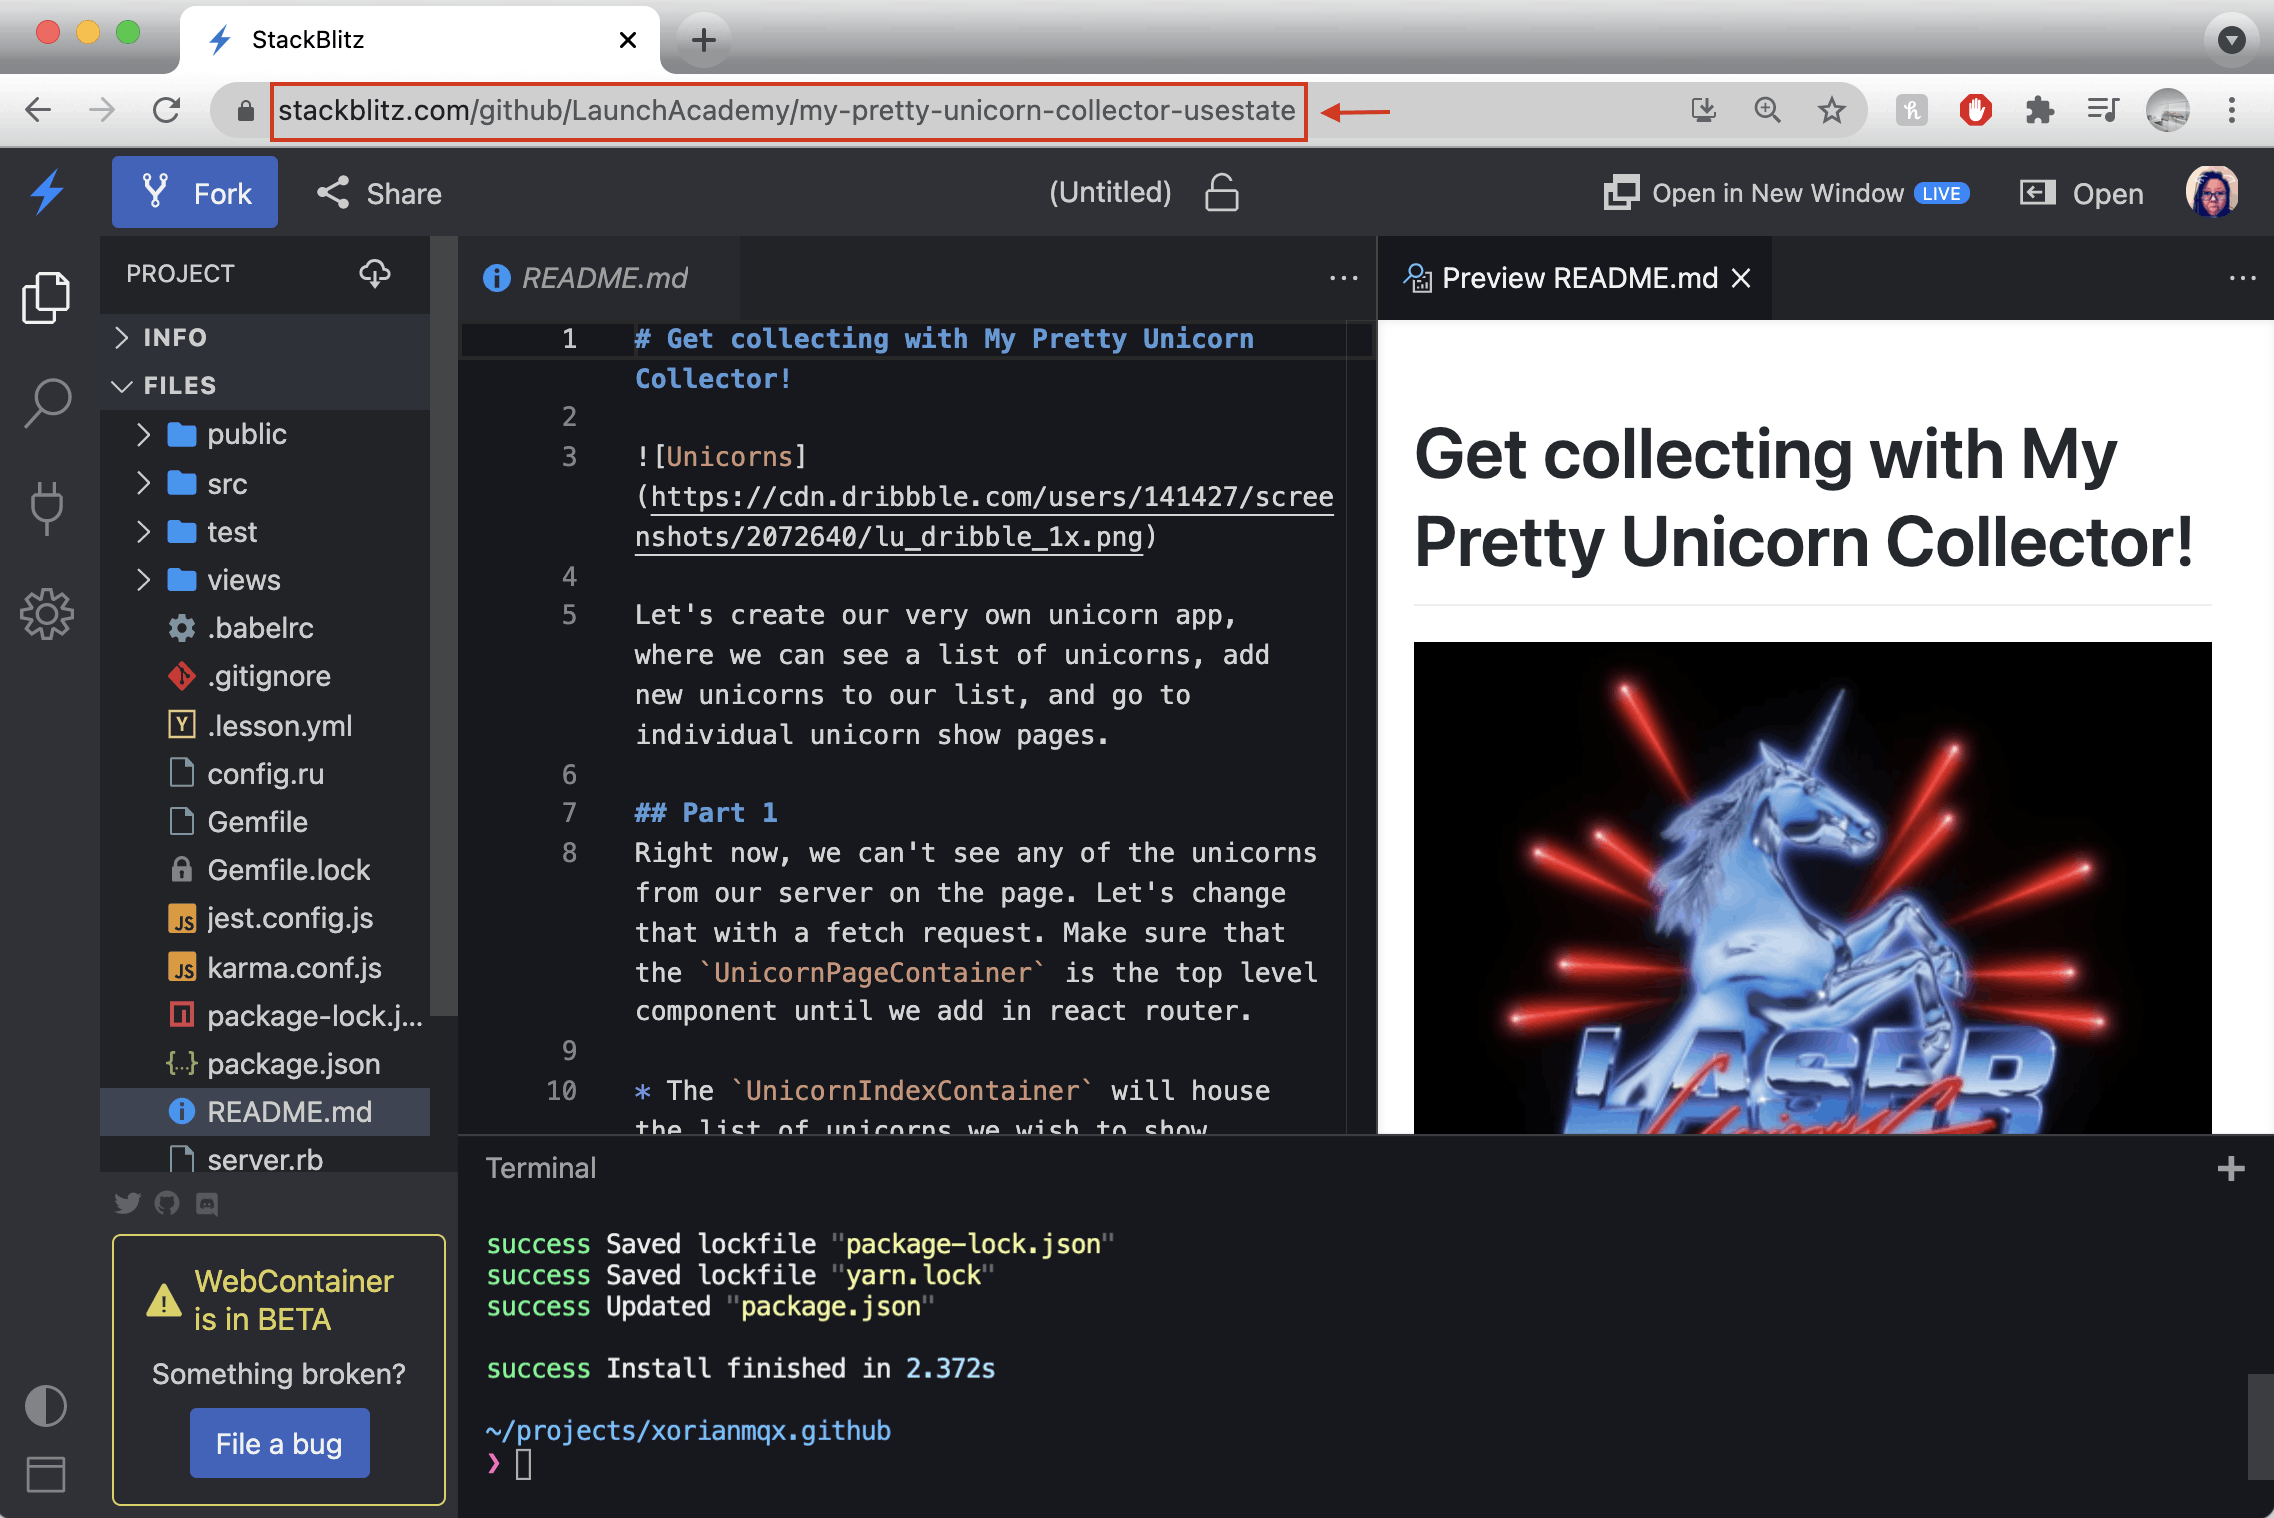 StackBlitz
stackblitz.com/github/LaunchAcademy/my-pretty-unicorn-collector-usestate
Fork
Share
(Untitled)
Open in New Window LIVE
Open
PROJECT
INFO
FILES
public
src
test
views
.babelrc
.gitignore
.lesson.yml
config.ru
Gemfile
Gemfile.lock
JS jest.config.js
JS karma.conf.js
package-lock.j...
{...} package.json
README.md
server.rb
WebContainer
is in BETA
Something broken?
File a bug
README.md
1 # Get collecting with My Pretty Unicorn
Collector!
2
3 ![Unicorns]
(https://cdn.dribbble.com/users/141427/scree
nshots/2072640/lu_dribble_1x.png)
4
5 Let's create our very own unicorn app,
where we can see a list of unicorns, add
new unicorns to our list, and go to
individual unicorn show pages.
6
7 ## Part 1
8 Right now, we can't see any of the unicorns
from our server on the page. Let's change
that with a fetch request. Make sure that
the `UnicornPageContainer` is the top level
component until we add in react router.
9
10 * The `UnicornIndexContainer` will house
the list of unicorns we wish to show
Preview README.md
Get collecting with My
Pretty Unicorn Collector!
LASER
Terminal
success Saved lockfile "package-lock.json"
success Saved lockfile "yarn.lock"
success Updated "package.json"
success Install finished in 2.372s
~/projects/xorianmqx.github
❯